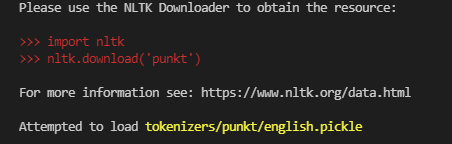 Please use the NLTK Downloader to obtain the resource:
>>> import nltk
>>> nltk.download('punkt')
For more information see: https://www.nltk.org/data.html
Attempted to load tokenizers/punkt/english.pickle